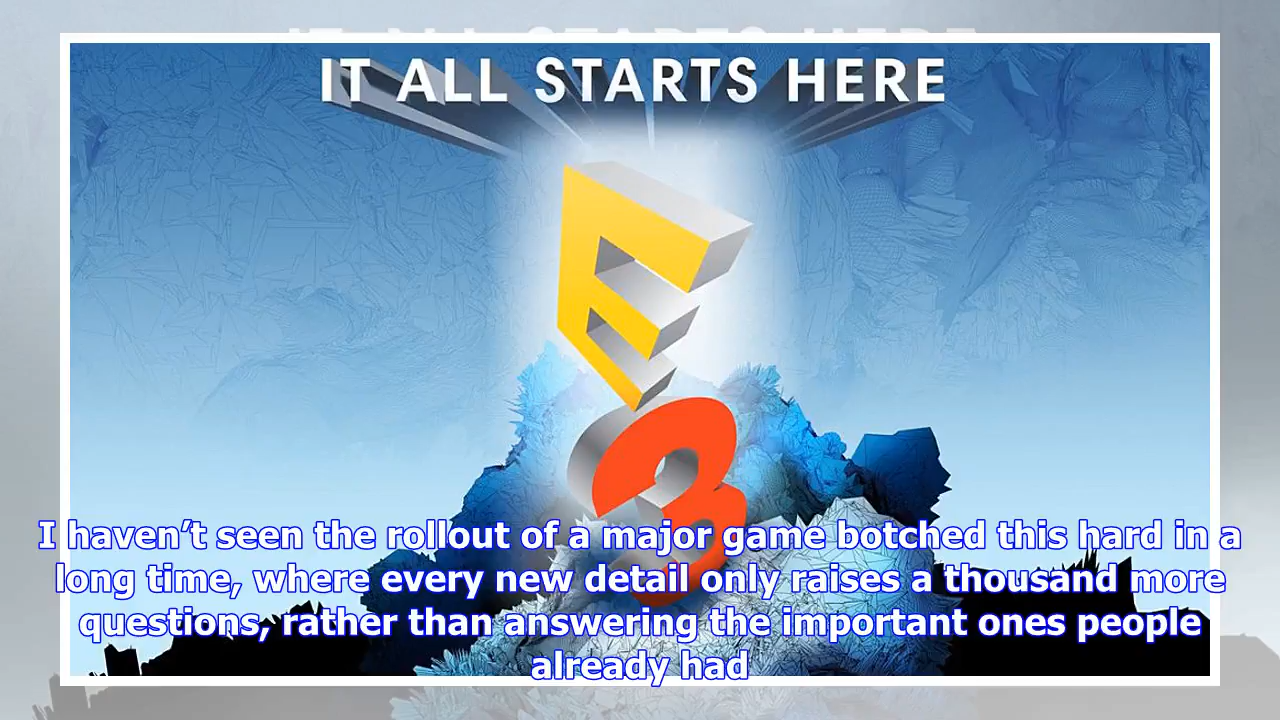 IT ALL STARTS HERE
E
3
I haven’t seen the rollout of a major game botched this hard in a
long time, where every new detail only raises a thousand more
questions, rather than answering the important ones people
already had